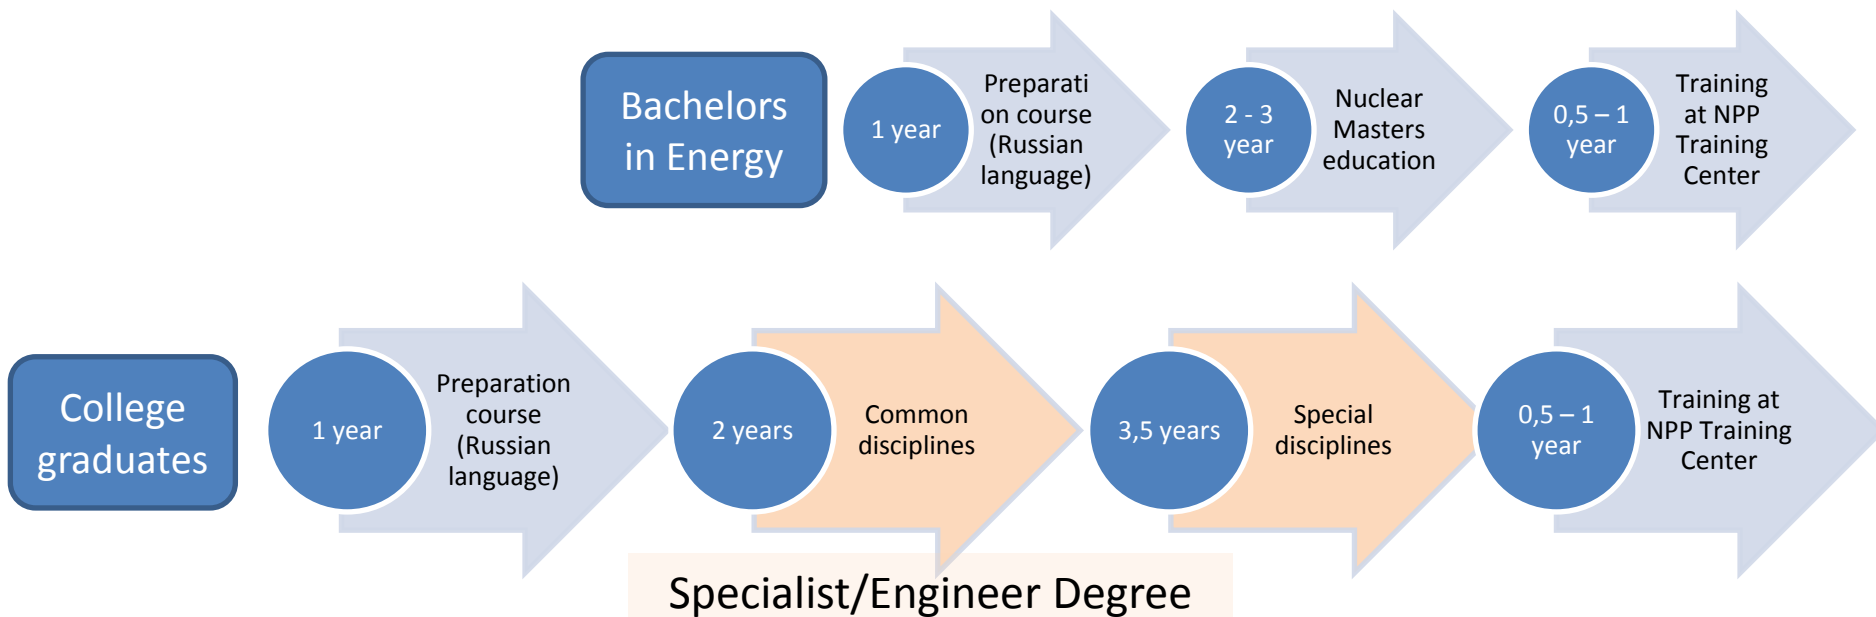 Bachelors
in Energy
1 year
Preparati
on course
(Russian
language)
2 - 3
year
Nuclear
Masters
education
0,5 – 1
year
Training
at NPP
Training
Center
College
graduates
1 year
Preparation
course
(Russian
language)
2 years
Common
disciplines
3,5 years
Special
disciplines
0,5 – 1
year
Training at
NPP Training
Center
Specialist/Engineer Degree